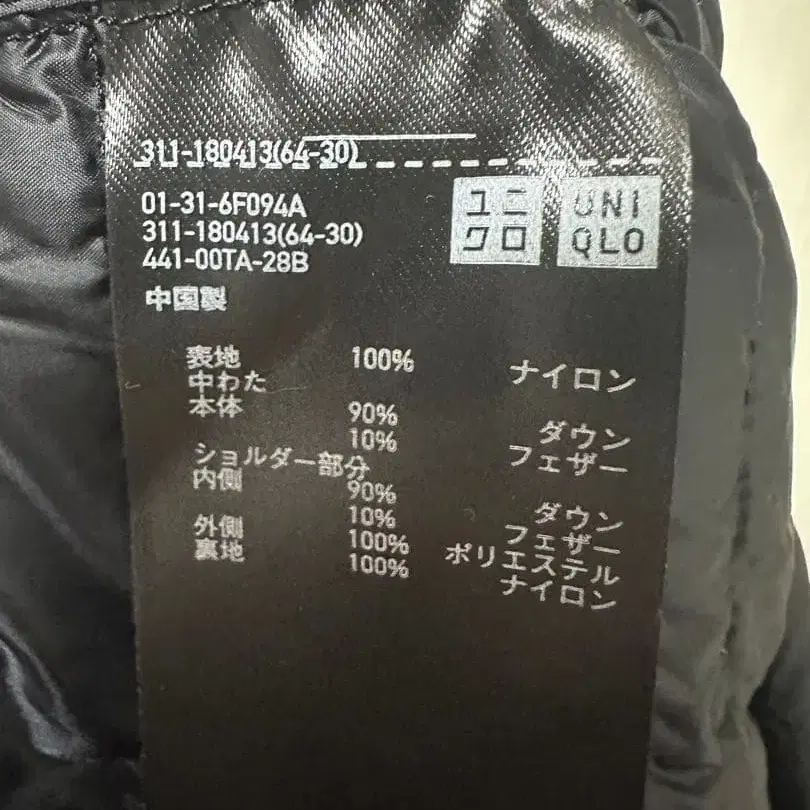 311-180413(64-30)
01-31-6F094A
311-180413(64-30)
441-00TA-28B
中国製
ユニ
クロ
UNI
QLO
表地 100% ナイロン
中わた
本体 90% ダウン
10% フェザー
ショルダー部分
内側 90% ダウン
10% フェザー
外側 100% ポリエステル
裏地 100% ナイロン